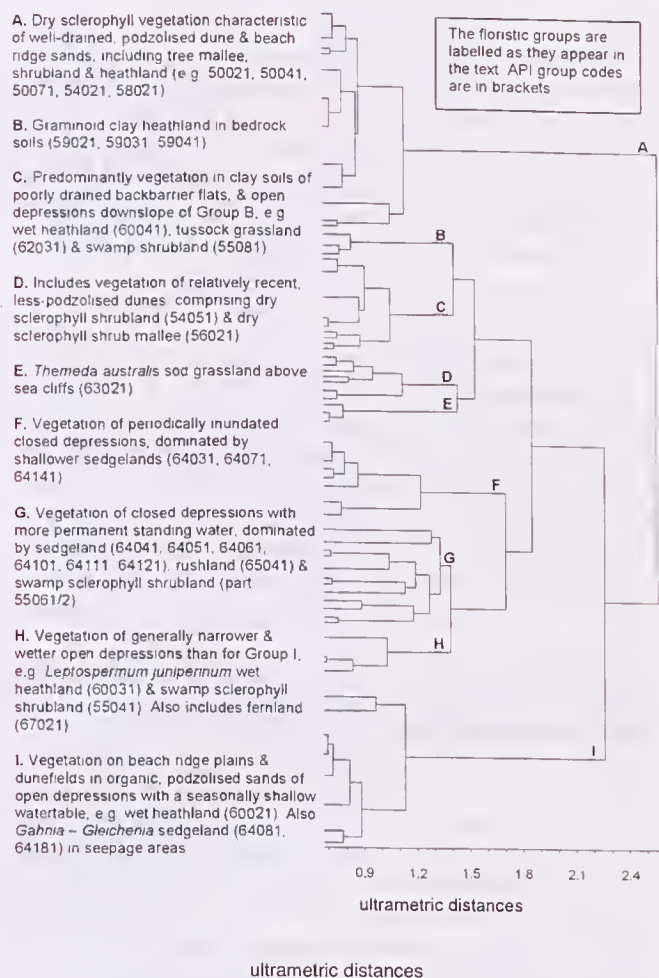 A. Dry sclerophyll vegetation characteristic
of well-drained, podzolised dune & beach
ridge sands, including tree mallee,
shrubland & heathland (e g 50021, 50041,
50071, 54021, 58021)
B. Graminoid clay heathland in bedrock
soils (59021, 59031 59041)
C. Predominantly vegetation in clay soils of
poorly drained backbarrier flats, & open
depressions downslope of Group B, e g
wet heathland (60041), tussock grassland
(62031) & swamp shrubland (55081)
D. Includes vegetation of relatively recent,
less-podzolised dunes comprising dry
sclerophyll shrubland (54051) & dry
sclerophyll shrub mallee (56021)
E. Themeda australis sod grassland above
sea cliffs (63021)
F. Vegetation of periodically inundated
closed depressions, dominated by
shallower sedgelands (64031, 64071,
64141)
G. Vegetation of closed depressions with
more permanent standing water, dominated
by sedgeland (64041, 64051, 64061,
64101, 64111 64121), rushland (65041) &
swamp sclerophyll shrubland (part
55061/2)
H. Vegetation of generally narrower &
wetter open depressions than for Group I,
e.g Leptospermum juniperinum wet
heathland (60031) & swamp sclerophyll
shrubland (55041) Also includes fernland
(67021)
I. Vegetation on beach ridge plains &
dunefields in organic, podzolised sands of
open depressions with a seasonally shallow
watertable, e g wet heathland (60021) Also
Gahnia – Gleichenia sedgeland (64081,
64181) in seepage areas
The floristic groups are
labelled as they appear in
the text API group codes
are in brackets
A
B
C
D
E
F
G
H
I
0.9 1.2 1.5 1 8 2.1 2.4
ultrametric distances
ultrametric distances